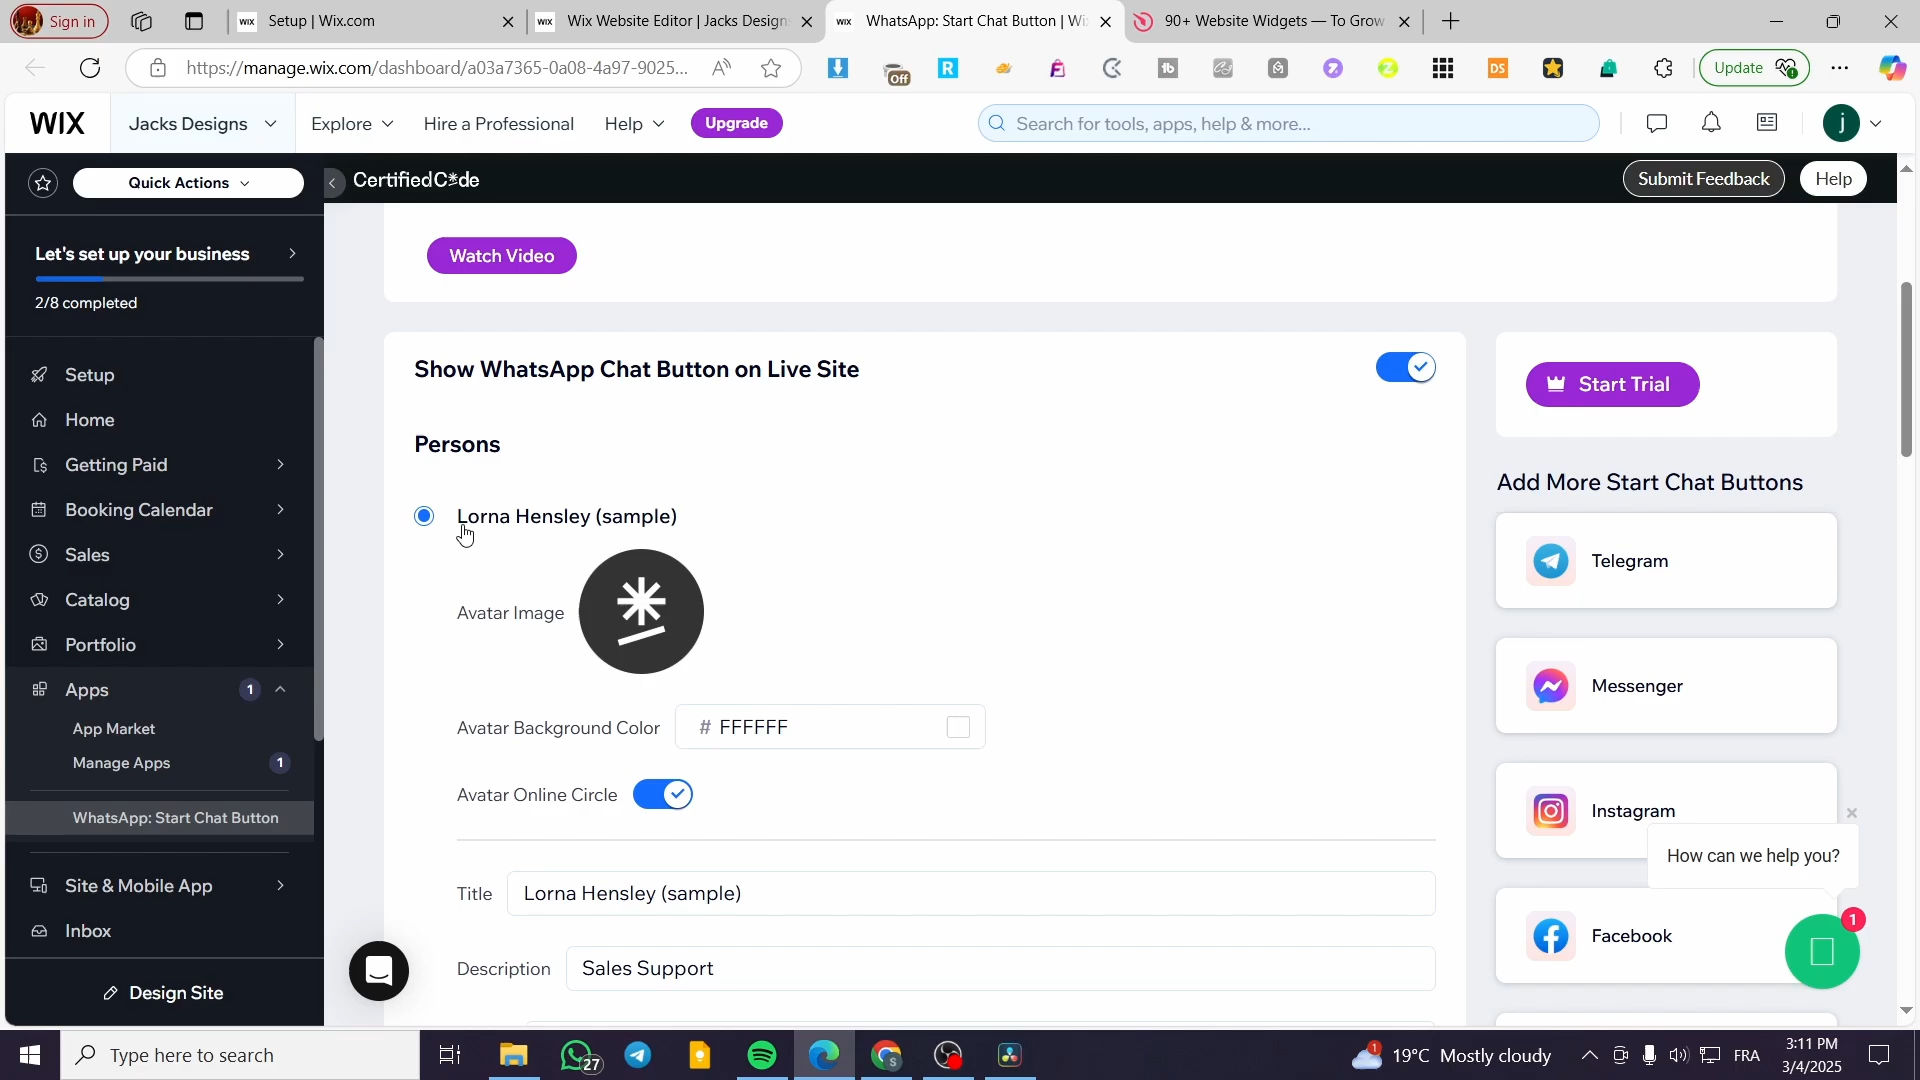 Sign in
Setup | Wix.com
Wix Website Editor | Jacks Design
WhatsApp: Start Chat Button | Wi
90+ Website Widgets — To Grow
https://manage.wix.com/dashboard/a03a7365-0a08-4a97-9025...
Off
Update
WIX
Jacks Designs
Explore
Hire a Professional
Help
Upgrade
Search for tools, apps, help & more...
j
Quick Actions
CertifiedC*de
Submit Feedback
Help
Let's set up your business
2/8 completed
Watch Video
Setup
Home
Getting Paid
Booking Calendar
Sales
Catalog
Portfolio
Apps
1
App Market
Manage Apps
1
WhatsApp: Start Chat Button
Site & Mobile App
Inbox
Design Site
Show WhatsApp Chat Button on Live Site
Persons
Lorna Hensley (sample)
Avatar Image
Avatar Background Color
# FFFFFF
Avatar Online Circle
Title
Lorna Hensley (sample)
Description
Sales Support
Start Trial
Add More Start Chat Buttons
Telegram
Messenger
Instagram
How can we help you?
Facebook
1
Type here to search
27
19°C Mostly cloudy
FRA
3:11 PM
3/4/2025